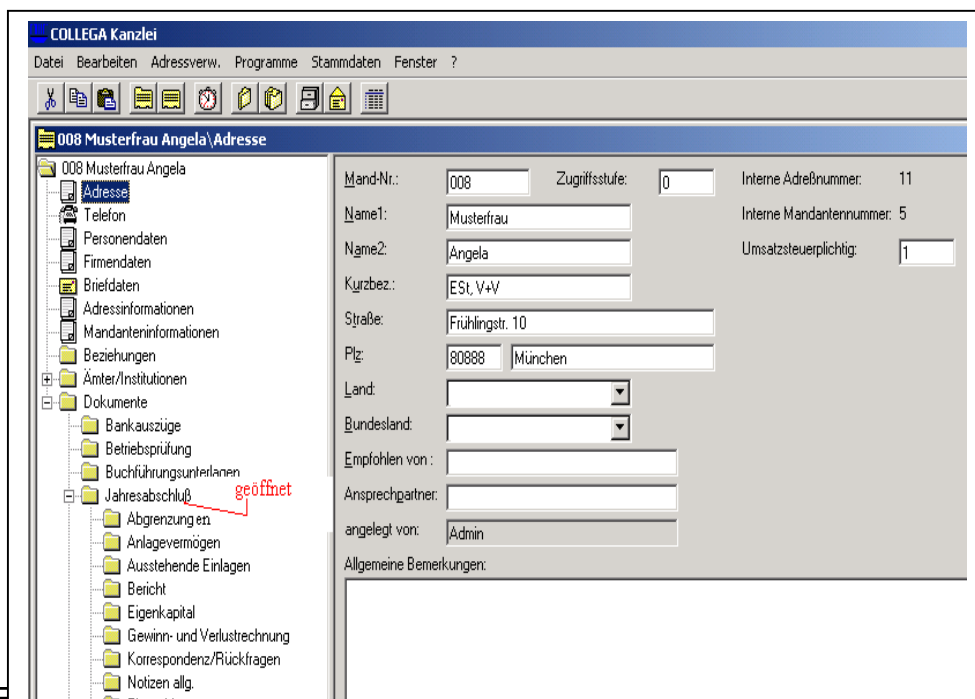 COLLEGA Kanzlei
Datei Bearbeiten Adressverw. Programme Stammdaten Fenster ?
008 Musterfrau Angela\Adresse
008 Musterfrau Angela
Adresse
Telefon
Personendaten
Firmendaten
Briefdaten
Adressinformationen
Mandanteninformationen
Beziehungen
Ämter/Institutionen
Dokumente
Bankauszüge
Betriebsprüfung
Buchführungsunterlagen
Jahresabschluß
geöffnet
Abgrenzungen
Anlagevermögen
Ausstehende Einlagen
Bericht
Eigenkapital
Gewinn- und Verlustrechnung
Korrespondenz/Rückfragen
Notizen allg.
Mand-Nr.: 008 Zugriffsstufe: 0 Interne Adreßnummer: 11
Name1: Musterfrau Interne Mandantennummer: 5
Name2: Angela Umsatzsteuerplichtig: 1
Kurzbez.: ESt, V+V
Straße: Frühlingstr. 10
Plz: 80888 München
Land:
Bundesland:
Empfohlen von :
Ansprechpartner:
angelegt von: Admin
Allgemeine Bemerkungen: